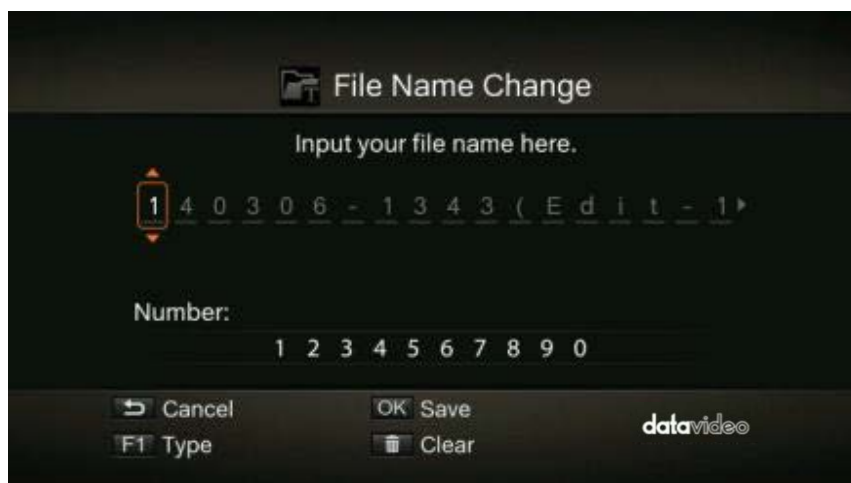 File Name Change
Input your file name here.
140306-1343(Edit-1
Number:
1 2 3 4 5 6 7 8 9 0
Cancel
OK Save
F1 Type
Clear
datavideo